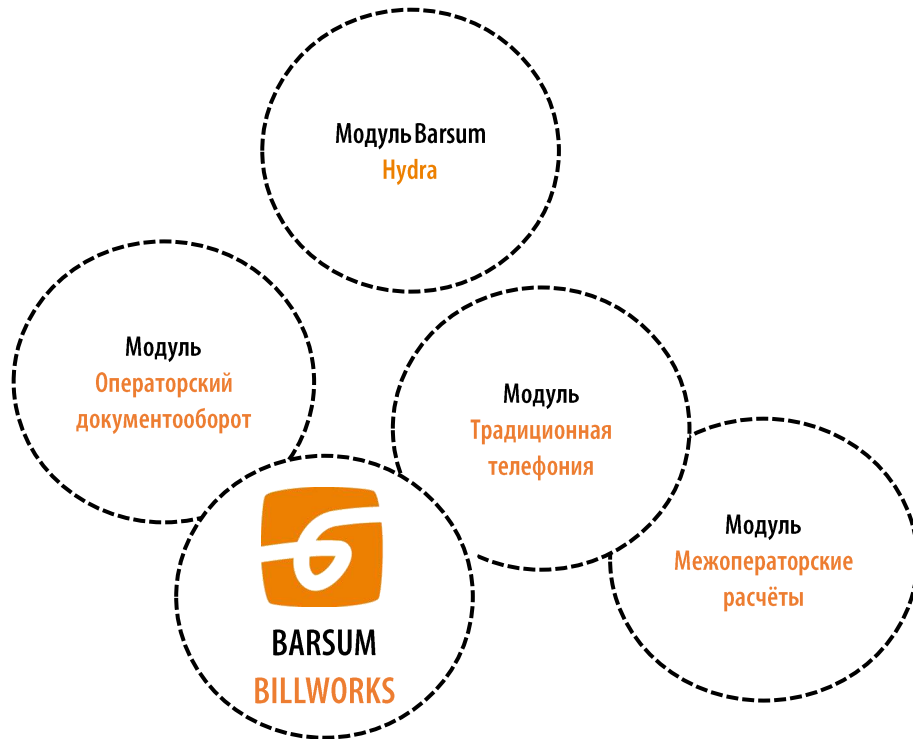 Модуль Barsum
Hydra
Модуль
Операторский
документооборот
Модуль
Традиционная
телефония
Модуль
Межоператорские
расчёты
BARSUM
BILLWORKS